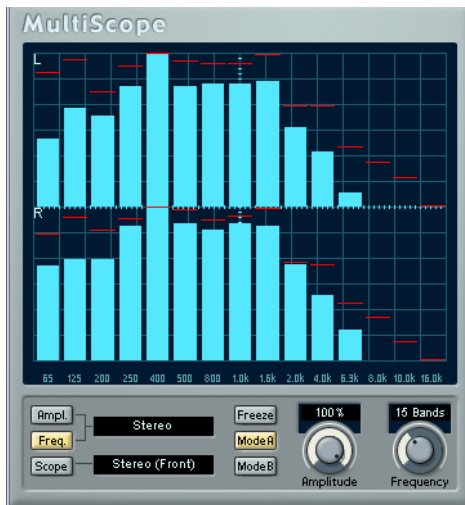 MultiScope
L
R
65 125 200 250 400 500 800 1.0k 1.6k 2.0k 4.0k 6.3k 8.0k 10.0k 16.0k
Ampl. Stereo Freeze 100% 15 Bands
Freq. ModeA
Scope Stereo (Front) ModeB
Amplitude Frequency